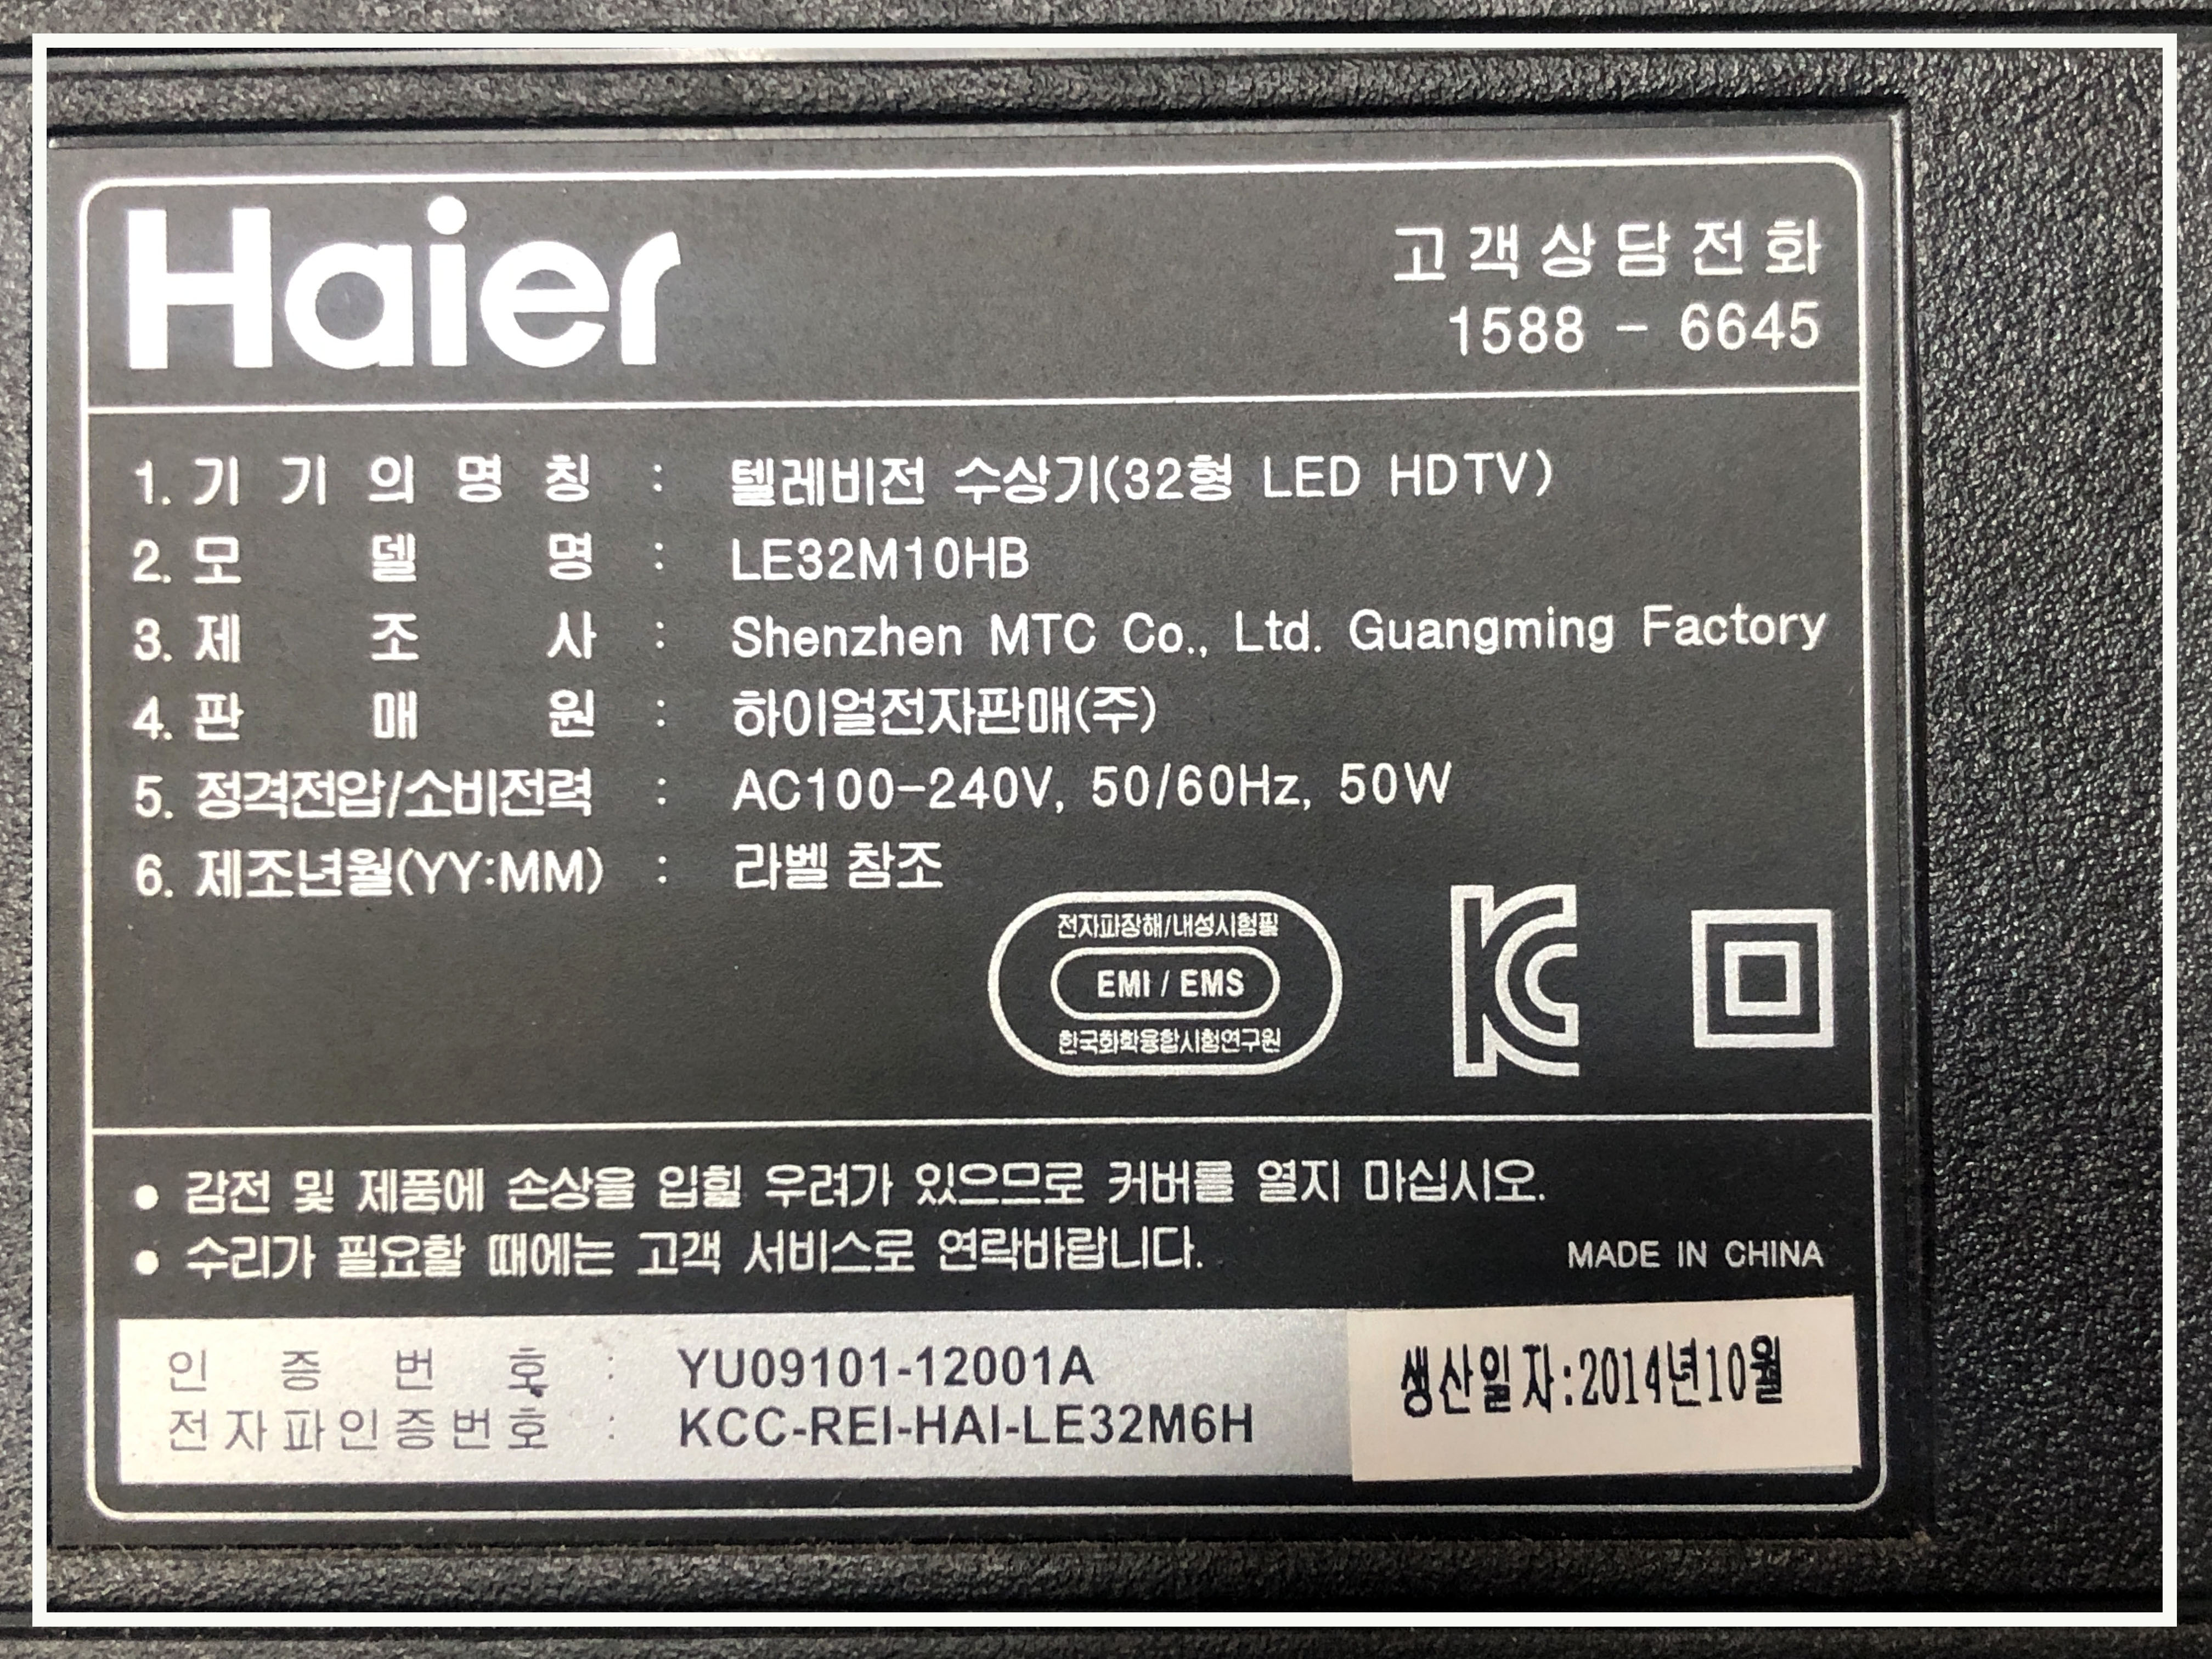 Haier
고객상담전화
1588 - 6645
1. 기 기 의 명 칭 : 텔레비전 수상기(32형 LED HDTV)
2. 모 델 명 : LE32M10HB
3. 제 조 사 : Shenzhen MTC Co., Ltd. Guangming Factory
4. 판 매 원 : 하이얼전자판매(주)
5. 정격전압/소비전력 : AC100-240V, 50/60Hz, 50W
6. 제조년월(YY:MM) : 라벨 참조
전자파장해/내성시험필
EMI / EMS
한국화학융합시험연구원
KC
• 감전 및 제품에 손상을 입힐 우려가 있으므로 커버를 열지 마십시오.
• 수리가 필요할 때에는 고객 서비스로 연락바랍니다.
MADE IN CHINA
인 증 번 호 : YU09101-12001A
전자파인증번호 : KCC-REI-HAI-LE32M6H
생산일자:2014년10월